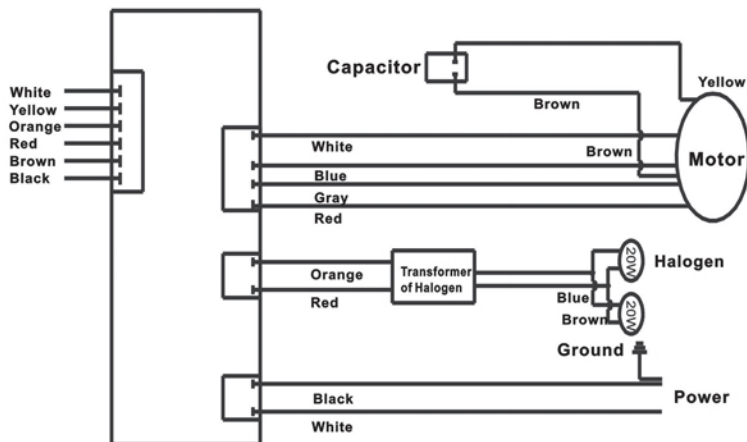 White
Yellow
Orange
Red
Brown
Black
Capacitor
Brown
Yellow
Motor
White
Brown
Blue
Gray
Red
Orange
Red
Transformer
of Halogen
20W
Halogen
Blue
20W
Brown
Ground
Black
Power
White